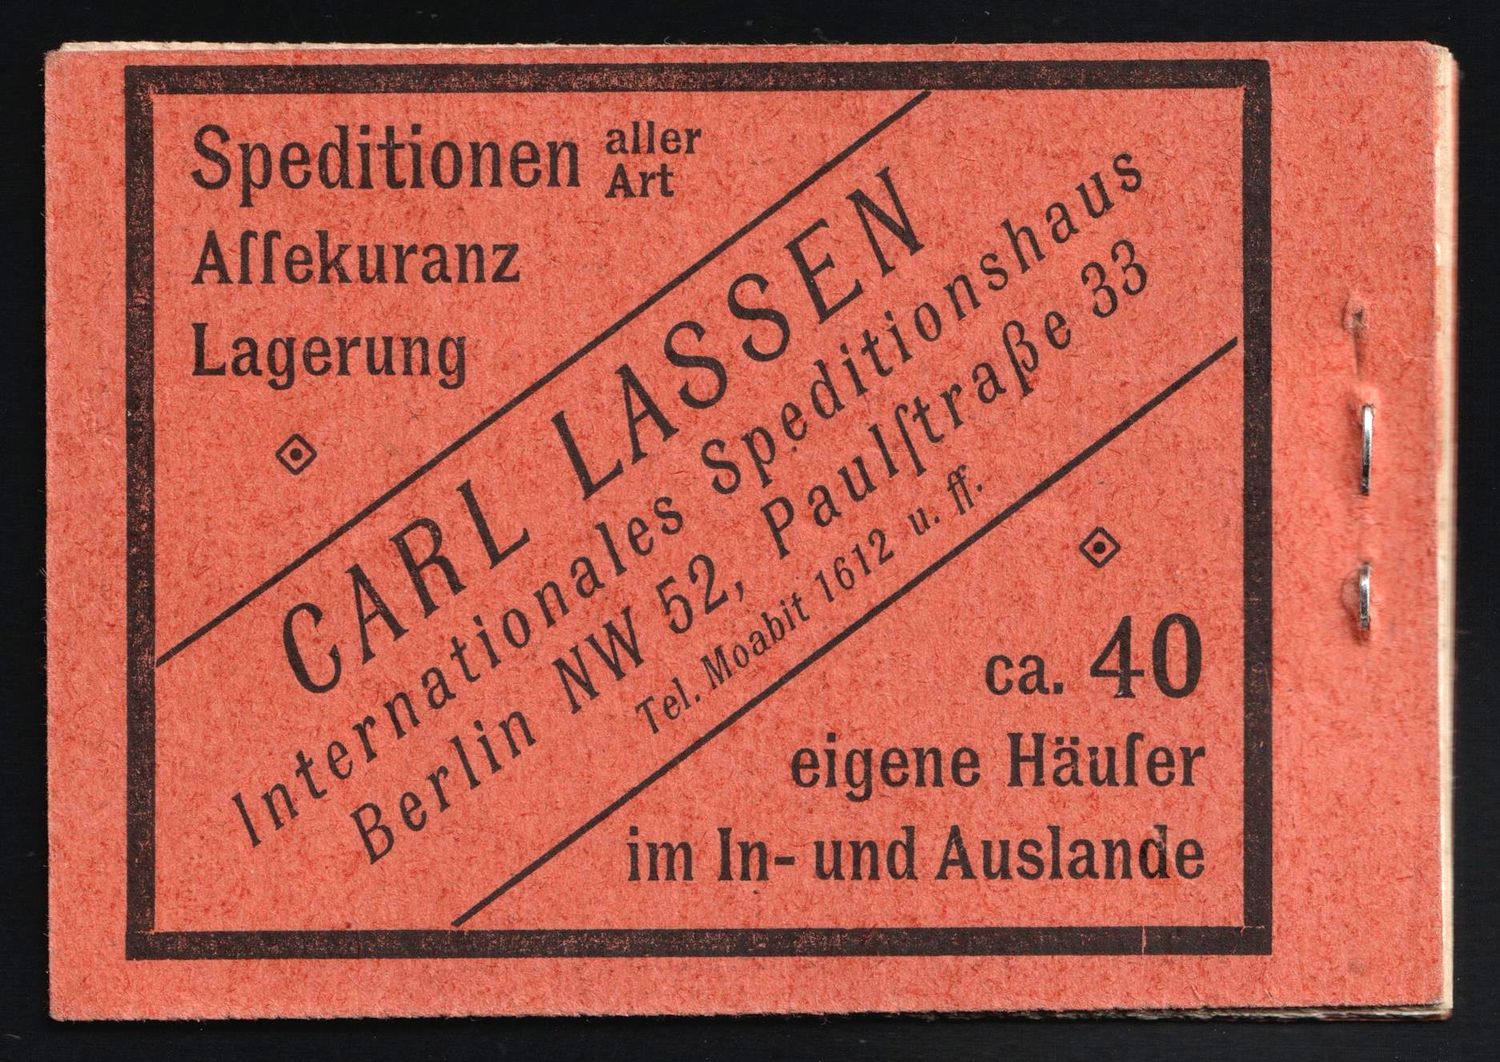 Speditionen aller Art
Aſſekuranz
Lagerung
CARL LASSEN
Internationales Speditionshaus
Berlin NW 52, Paulſtraße 33
Tel. Moabit 1612 u. ff.
ca. 40
eigene Häuſer
im In- und Auslande